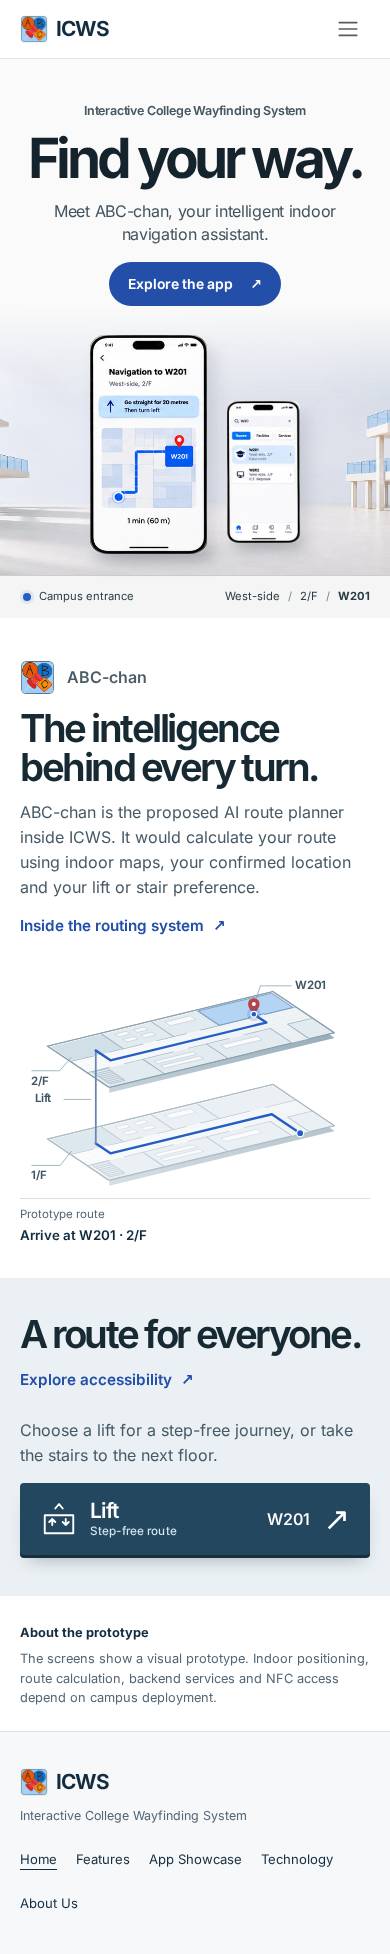 ICWS
Interactive College Wayfinding System
Find your way.
Meet ABC-chan, your intelligent indoor
navigation assistant.
Explore the app ↗
Navigation to W201
West-side, 2/F
Go straight for 20 metres
Then turn left
W201
1 min (60 m)
Facilities
Services
W201
Campus entrance
West-side / 2/F / W201
ABC-chan
The intelligence
behind every turn.
ABC-chan is the proposed AI route planner
inside ICWS. It would calculate your route
using indoor maps, your confirmed location
and your lift or stair preference.
Inside the routing system ↗
W201
2/F
Lift
1/F
Prototype route
Arrive at W201 · 2/F
A route for everyone.
Explore accessibility ↗
Choose a lift for a step-free journey, or take
the stairs to the next floor.
Lift
Step-free route
W201 ↗
About the prototype
The screens show a visual prototype. Indoor positioning,
route calculation, backend services and NFC access
depend on campus deployment.
ICWS
Interactive College Wayfinding System
Home Features App Showcase Technology
About Us